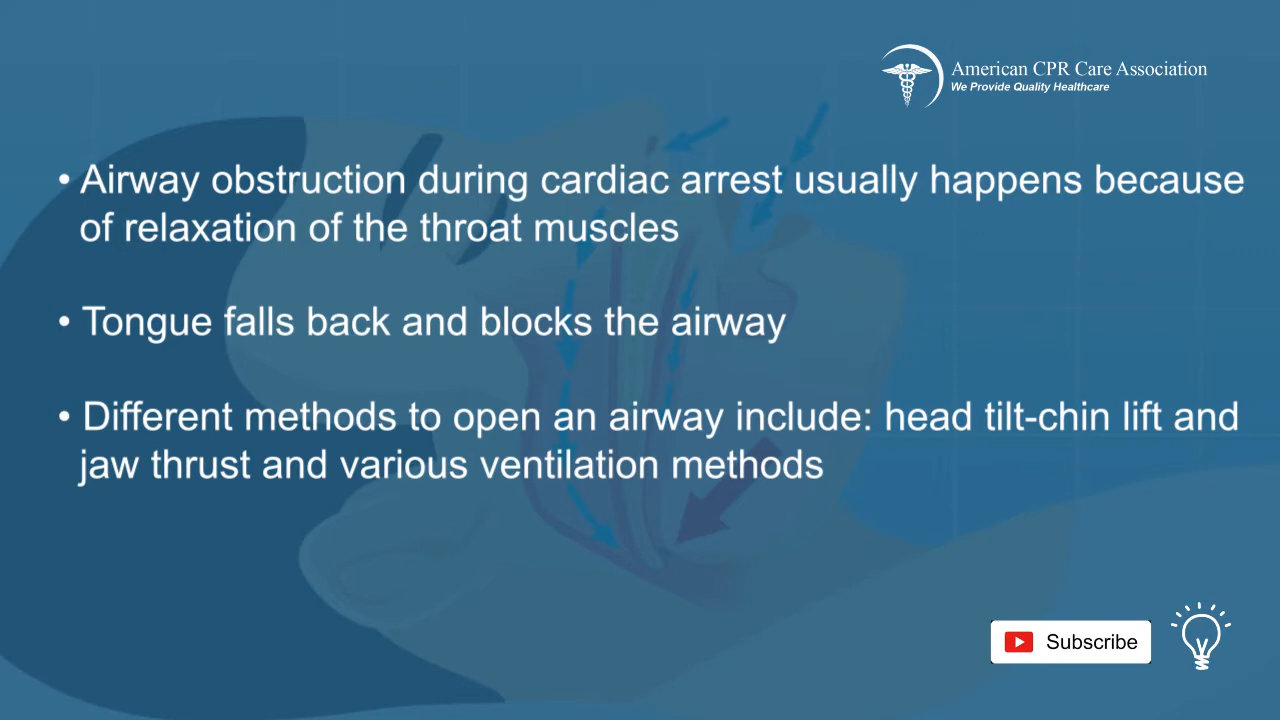 American CPR Care Association
We Provide Quality Healthcare
• Airway obstruction during cardiac arrest usually happens because
of relaxation of the throat muscles
• Tongue falls back and blocks the airway
• Different methods to open an airway include: head tilt-chin lift and
jaw thrust and various ventilation methods
Subscribe